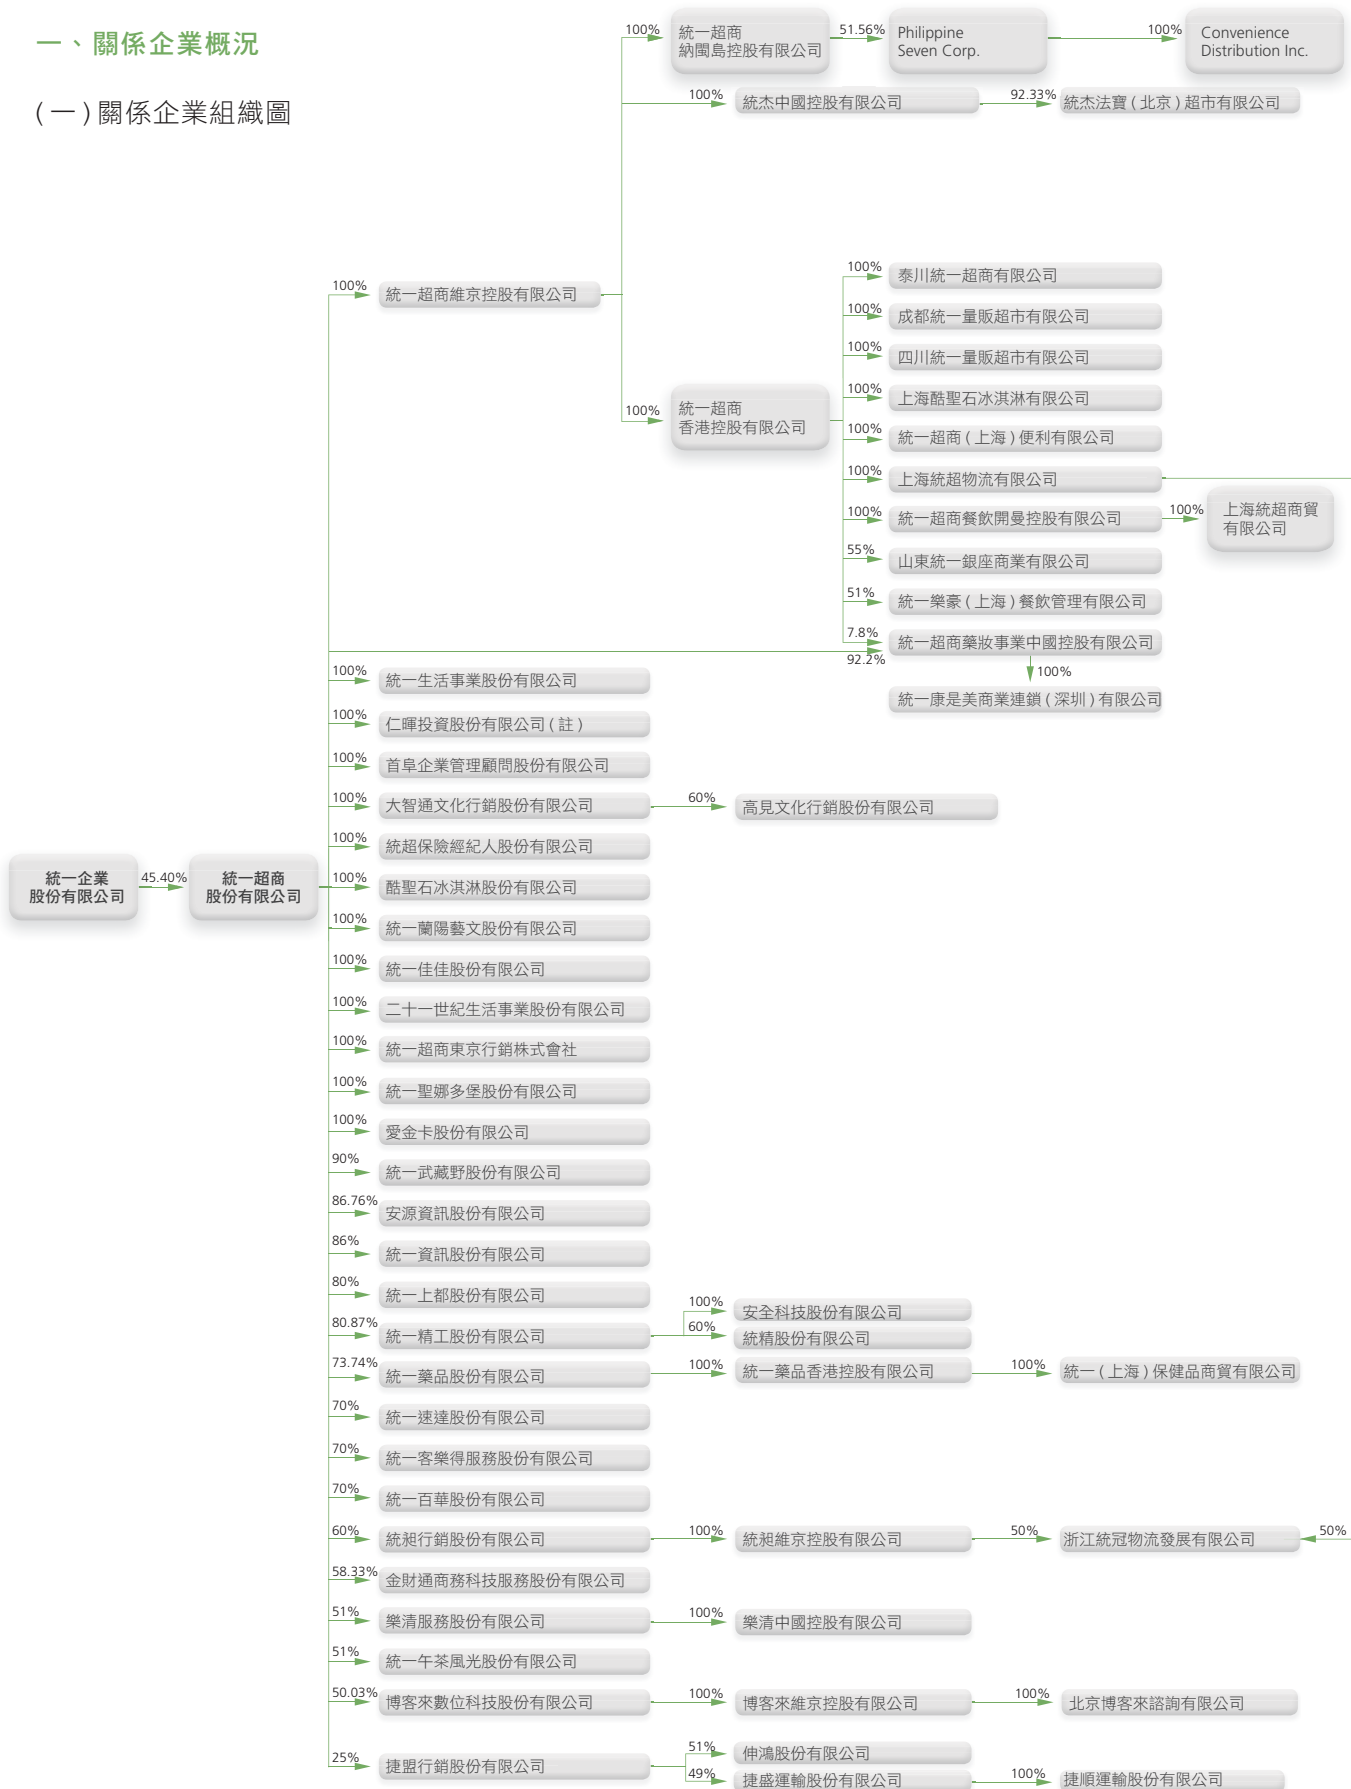 一、關係企業概況
(一)關係企業組織圖
100%
統一超商
納閩島控股有限公司
51.56%
Philippine
Seven Corp.
100%
Convenience
Distribution Inc.
100%
統杰中國控股有限公司
92.33%
統杰法寶(北京)超市有限公司
100%
統一超商維京控股有限公司
100%
統一超商
香港控股有限公司
100%
泰川統一超商有限公司
100%
成都統一量販超市有限公司
100%
四川統一量販超市有限公司
100%
上海酷聖石冰淇淋有限公司
100%
統一超商(上海)便利有限公司
100%
上海統超物流有限公司
100%
統一超商餐飲開曼控股有限公司
100%
上海統超商貿
有限公司
55%
山東統一銀座商業有限公司
51%
統一樂豪(上海)餐飲管理有限公司
7.8%
92.2%
統一超商藥妝事業中國控股有限公司
100%
統一康是美商業連鎖(深圳)有限公司
統一企業
股份有限公司
45.40%
統一超商
股份有限公司
100%
統一生活事業股份有限公司
100%
仁暉投資股份有限公司(註)
100%
首阜企業管理顧問股份有限公司
100%
大智通文化行銷股份有限公司
60%
高見文化行銷股份有限公司
100%
統超保險經紀人股份有限公司
100%
酷聖石冰淇淋股份有限公司
100%
統一蘭陽藝文股份有限公司
100%
統一佳佳股份有限公司
100%
二十一世紀生活事業股份有限公司
100%
統一超商東京行銷株式會社
100%
統一聖娜多堡股份有限公司
100%
愛金卡股份有限公司
90%
統一武藏野股份有限公司
86.76%
安源資訊股份有限公司
86%
統一資訊股份有限公司
80%
統一上都股份有限公司
80.87%
統一精工股份有限公司
100%
安全科技股份有限公司
60%
統精股份有限公司
73.74%
統一藥品股份有限公司
100%
統一藥品香港控股有限公司
100%
統一(上海)保健品商貿有限公司
70%
統一速達股份有限公司
70%
統一客樂得服務股份有限公司
70%
統一百華股份有限公司
60%
統昶行銷股份有限公司
100%
統昶維京控股有限公司
50%
浙江統冠物流發展有限公司
50%
58.33%
金財通商務科技服務股份有限公司
51%
樂清服務股份有限公司
100%
樂清中國控股有限公司
51%
統一午茶風光股份有限公司
50.03%
博客來數位科技股份有限公司
100%
博客來維京控股有限公司
100%
北京博客來諮詢有限公司
25%
捷盟行銷股份有限公司
51%
伸鴻股份有限公司
49%
捷盛運輸股份有限公司
100%
捷順運輸股份有限公司